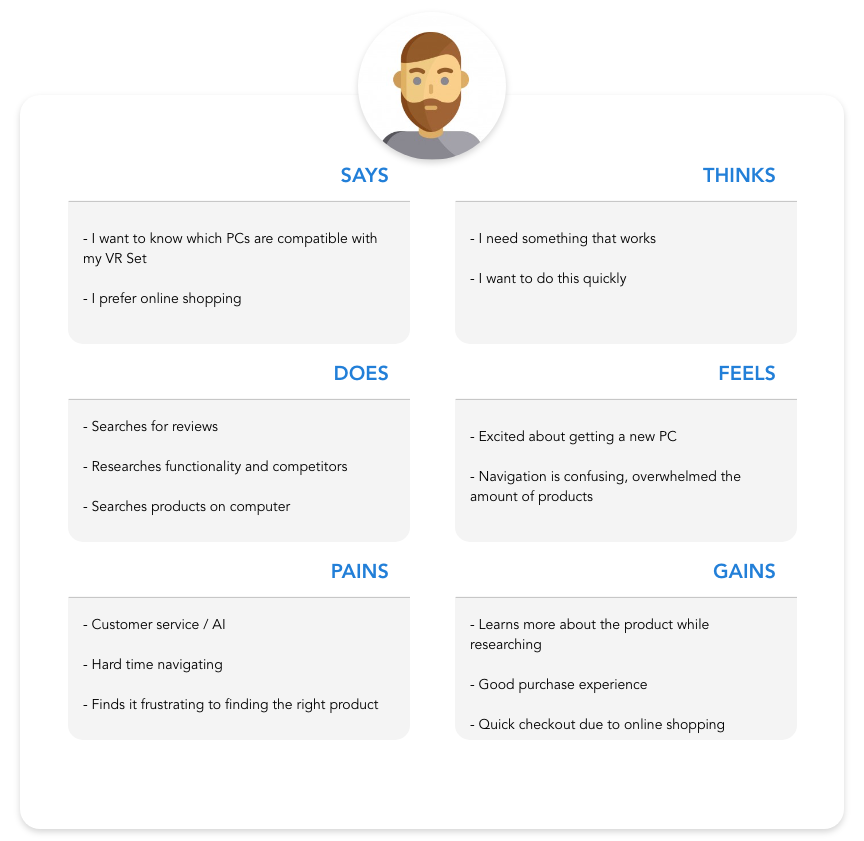 SAYS
- I want to know which PCs are compatible with
my VR Set
- I prefer online shopping
THINKS
- I need something that works
- I want to do this quickly
DOES
- Searches for reviews
- Researches functionality and competitors
- Searches products on computer
FEELS
- Excited about getting a new PC
- Navigation is confusing, overwhelmed the
amount of products
PAINS
- Customer service / AI
- Hard time navigating
- Finds it frustrating to finding the right product
GAINS
- Learns more about the product while
researching
- Good purchase experience
- Quick checkout due to online shopping